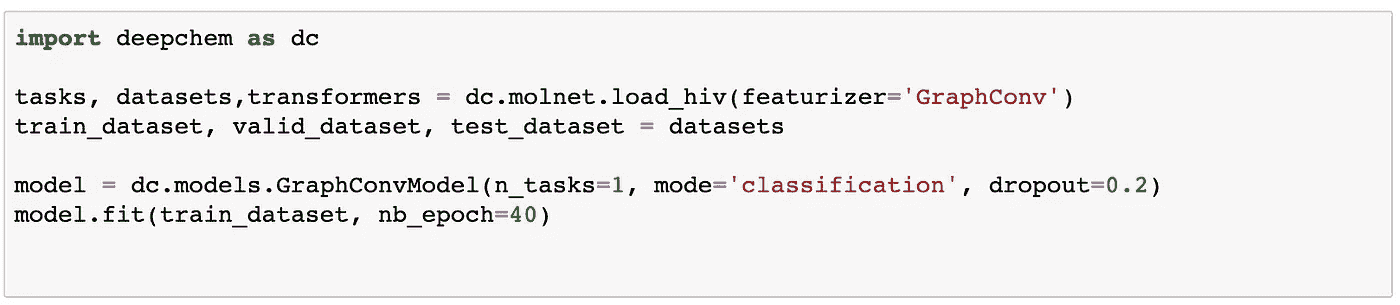 import deepchem as dc
tasks, datasets,transformers = dc.molnet.load_hiv(featurizer='GraphConv')
train_dataset, valid_dataset, test_dataset = datasets
model = dc.models.GraphConvModel(n_tasks=1, mode='classification', dropout=0.2)
model.fit(train_dataset, nb_epoch=40)